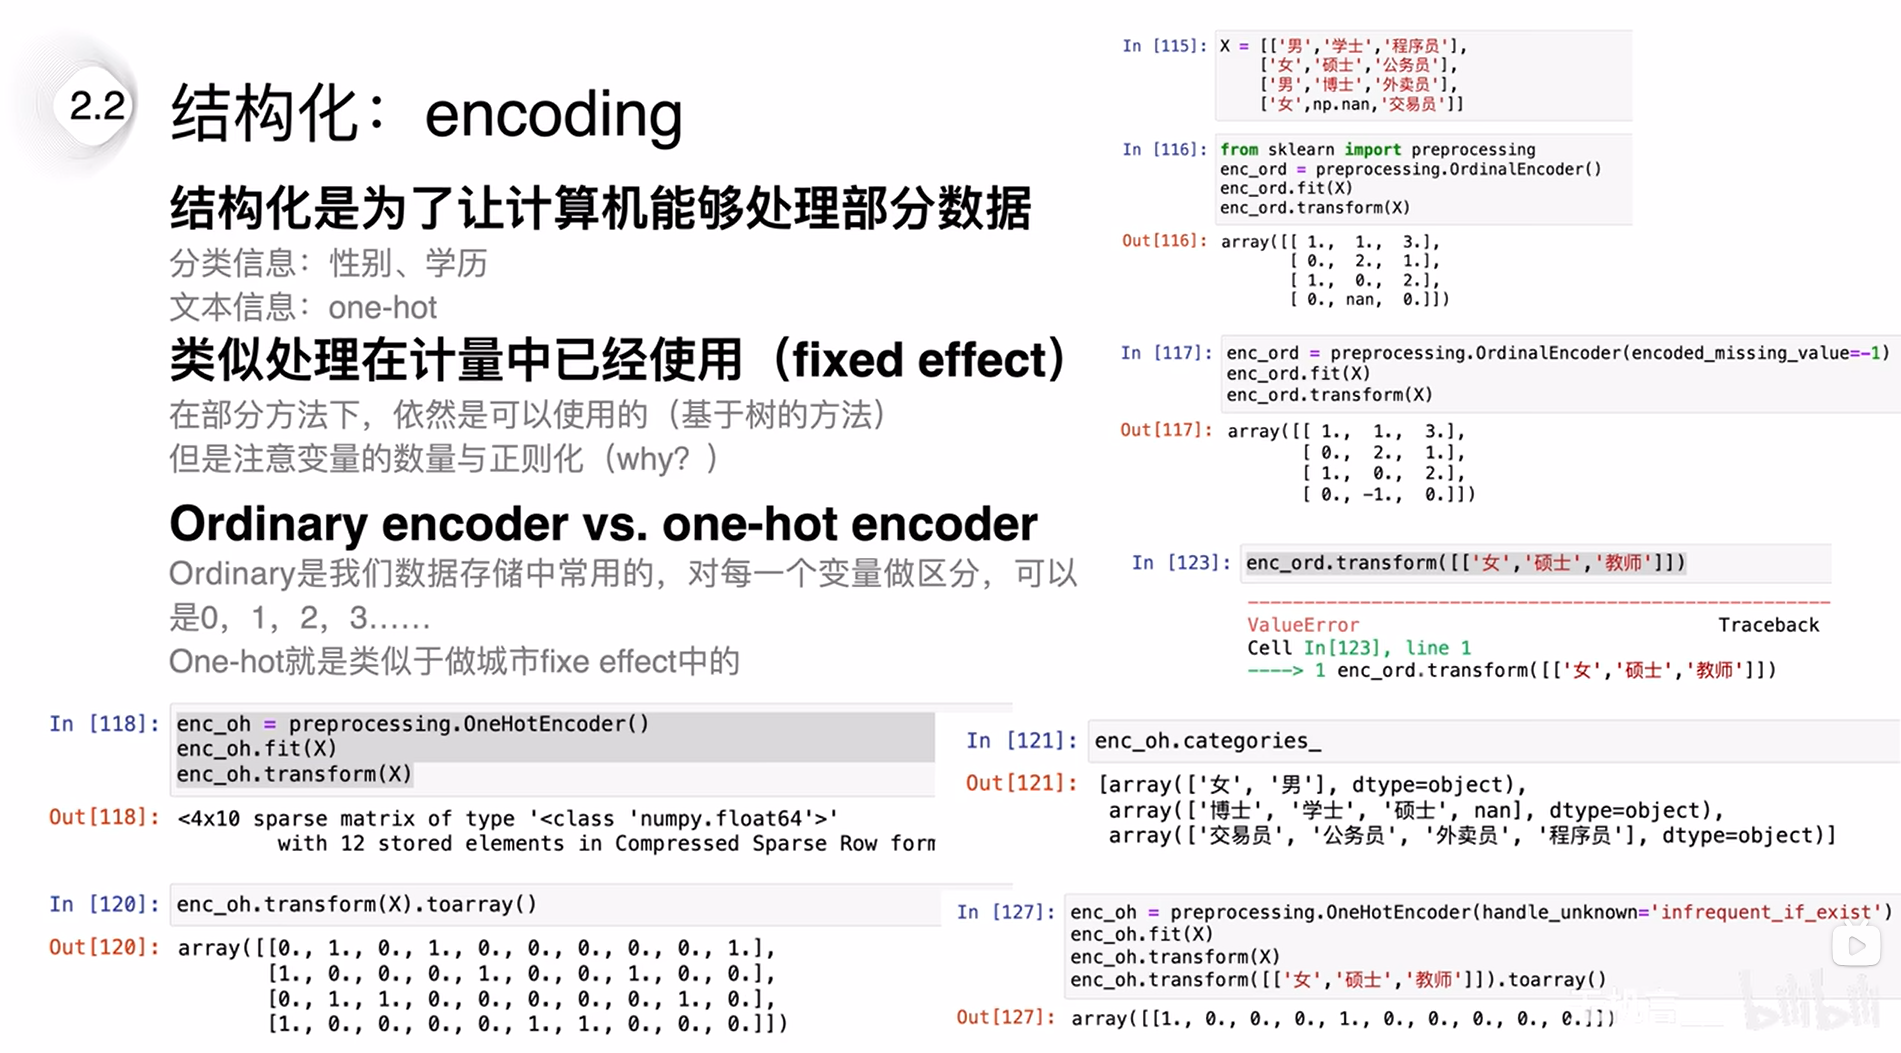 2.2
结构化：encoding
结构化是为了让计算机能够处理部分数据
分类信息：性别、学历
文本信息：one-hot
类似处理在计量中已经使用（fixed effect）
在部分方法下，依然是可以使用的（基于树的方法）
但是注意变量的数量与正则化（why？）
Ordinary encoder vs. one-hot encoder
Ordinary是我们数据存储中常用的，对每一个变量做区分，可以
是0，1，2，3……
One-hot就是类似于做城市fixe effect中的
In [115]: X = [['男','学士','程序员'],
['女','硕士','公务员'],
['男','博士','外卖员'],
['女',np.nan,'交易员']]
In [116]: from sklearn import preprocessing
enc_ord = preprocessing.OrdinalEncoder()
enc_ord.fit(X)
enc_ord.transform(X)
Out[116]: array([[ 1., 1., 3.],
[ 0., 2., 1.],
[ 1., 0., 2.],
[ 0., nan, 0.]])
In [117]: enc_ord = preprocessing.OrdinalEncoder(encoded_missing_value=-1)
enc_ord.fit(X)
enc_ord.transform(X)
Out[117]: array([[ 1., 1., 3.],
[ 0., 2., 1.],
[ 1., 0., 2.],
[ 0., -1., 0.]])
In [123]: enc_ord.transform([['女','硕士','教师']])
ValueError Traceback
Cell In[123], line 1
----> 1 enc_ord.transform([['女','硕士','教师']])
In [118]: enc_oh = preprocessing.OneHotEncoder()
enc_oh.fit(X)
enc_oh.transform(X)
Out[118]: <4x10 sparse matrix of type '<class 'numpy.float64'>'
with 12 stored elements in Compressed Sparse Row form
In [120]: enc_oh.transform(X).toarray()
Out[120]: array([[0., 1., 0., 1., 0., 0., 0., 0., 0., 1.],
[1., 0., 0., 0., 1., 0., 0., 1., 0., 0.],
[0., 1., 1., 0., 0., 0., 0., 0., 1., 0.],
[1., 0., 0., 0., 0., 1., 1., 0., 0., 0.]])
In [121]: enc_oh.categories_
Out[121]: [array(['女', '男'], dtype=object),
array(['博士', '学士', '硕士', nan], dtype=object),
array(['交易员', '公务员', '外卖员', '程序员'], dtype=object)]
In [127]: enc_oh = preprocessing.OneHotEncoder(handle_unknown='infrequent_if_exist')
enc_oh.fit(X)
enc_oh.transform(X)
enc_oh.transform([['女','硕士','教师']]).toarray()
Out[127]: array([[1., 0., 0., 0., 1., 0., 0., 0., 0., 0.]])
bilibili